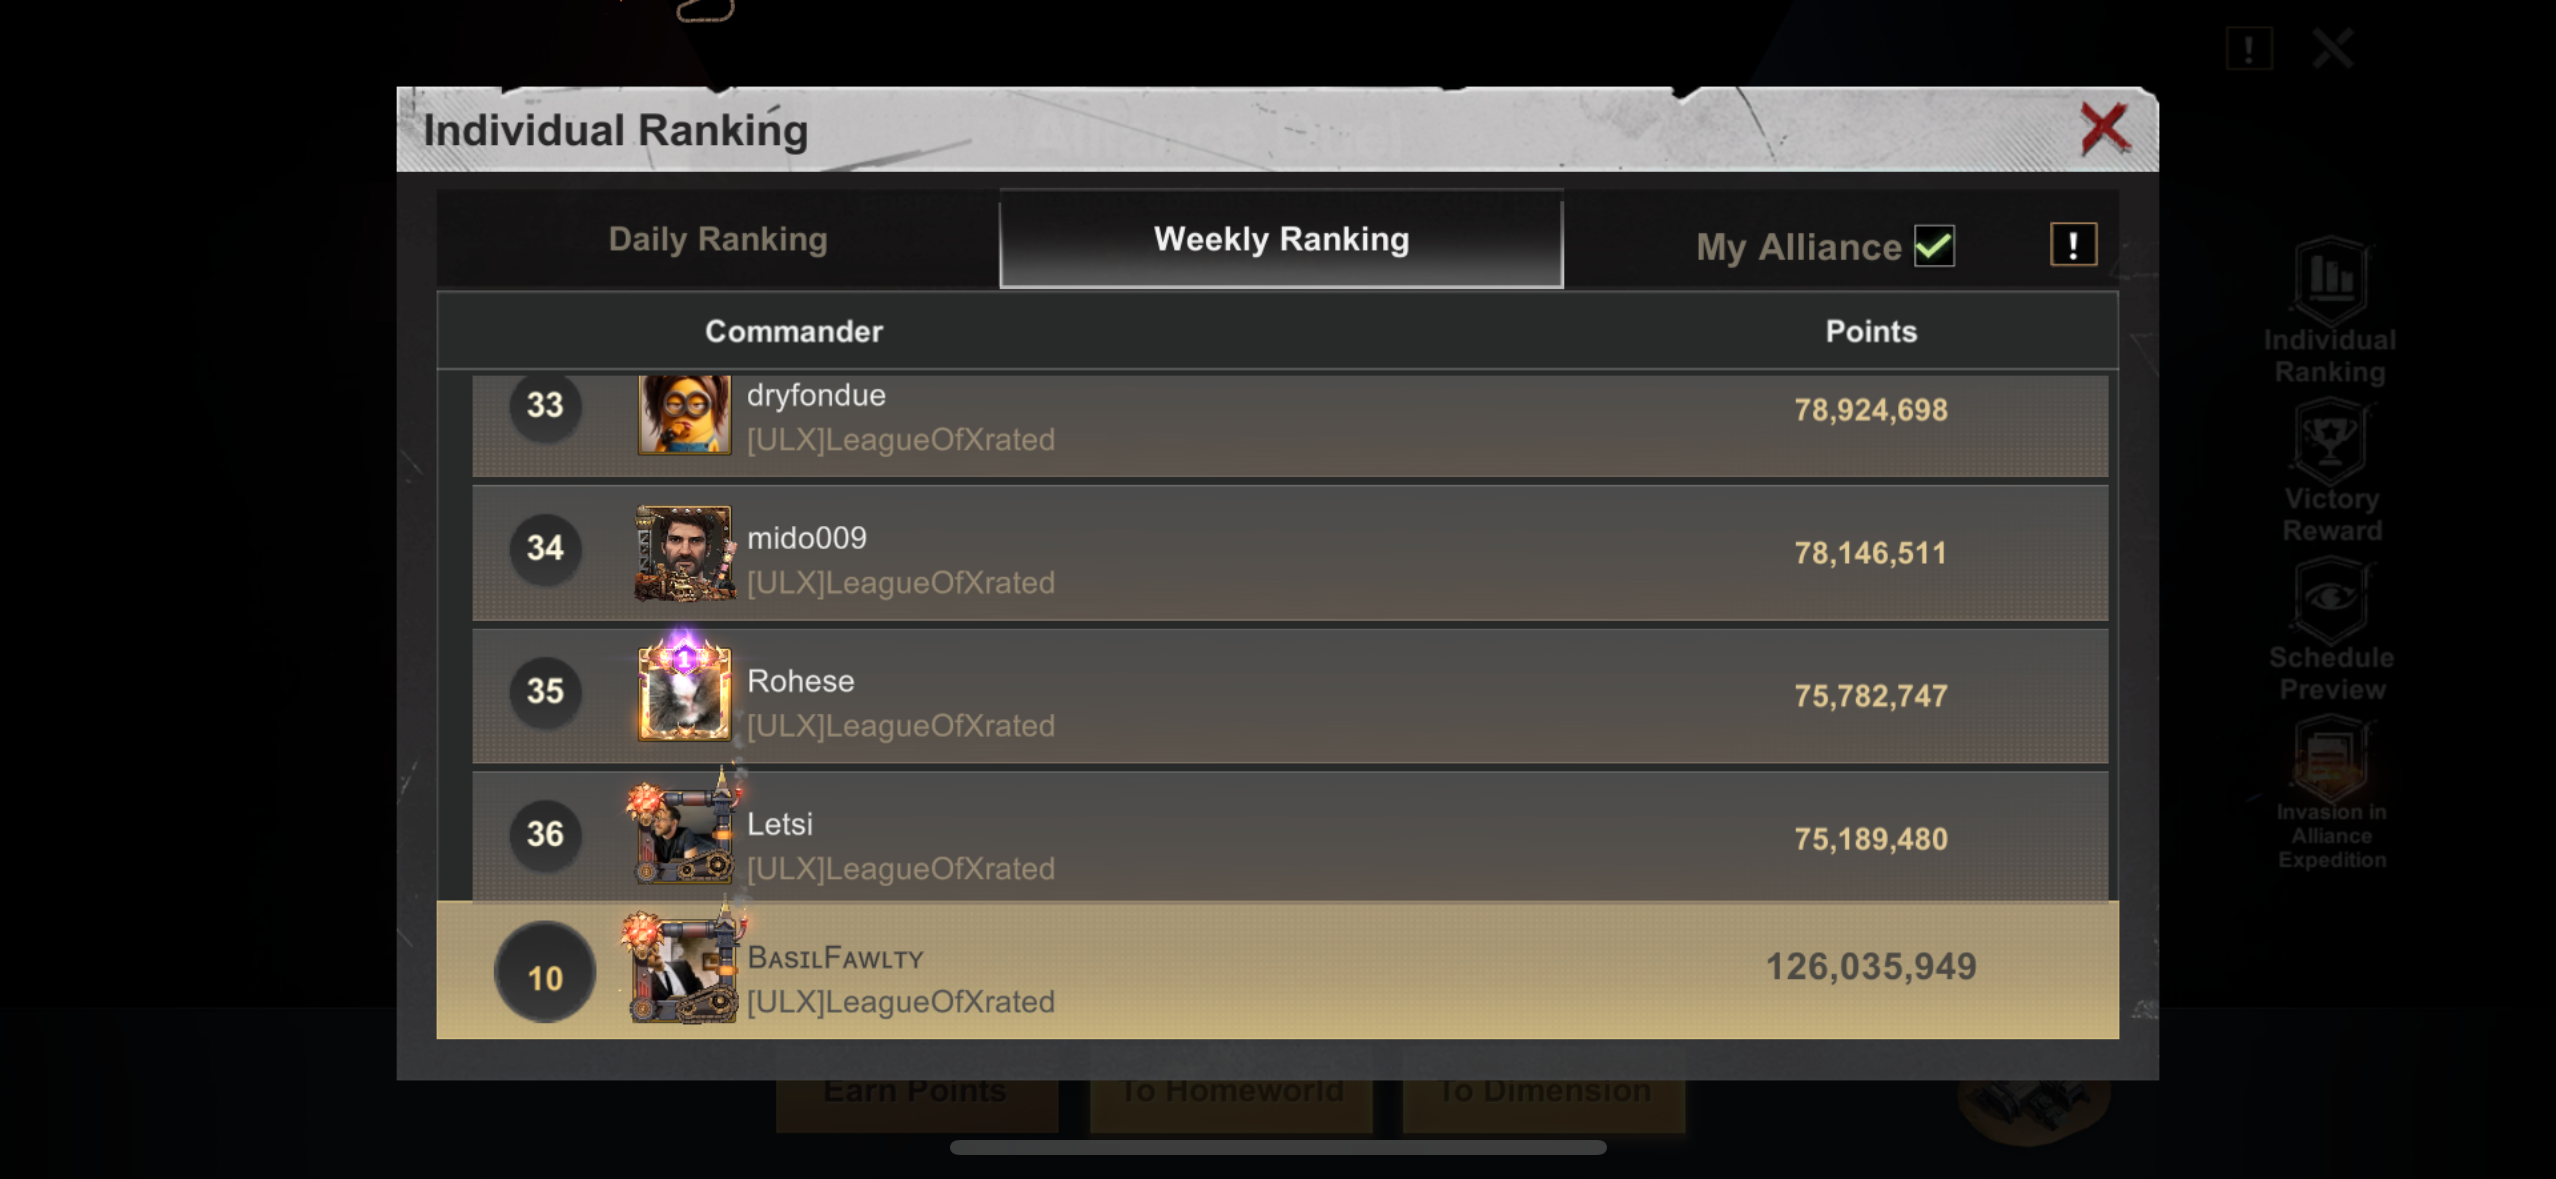 Individual Ranking
Daily Ranking
Weekly Ranking
My Alliance
Commander
Points
33
dryfondue
[ULX]LeagueOfXrated
78,924,698
34
mido009
[ULX]LeagueOfXrated
78,146,511
35
1
Rohese
[ULX]LeagueOfXrated
75,782,747
36
Letsi
[ULX]LeagueOfXrated
75,189,480
10
BᴀsɪʟFᴀᴡʟᴛʏ
[ULX]LeagueOfXrated
126,035,949
Individual
Ranking
Victory
Reward
Schedule
Preview
Invasion in
Alliance
Expedition
Earn Points
To Homeworld
To Dimension